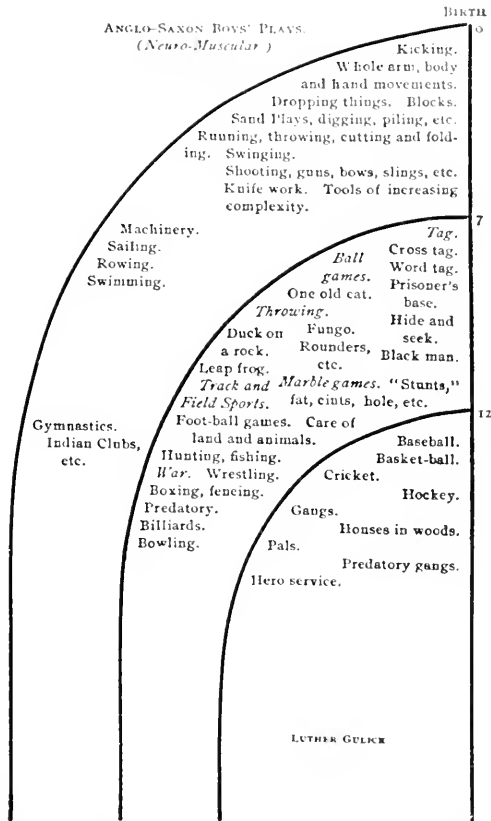 BIRTH
0
ANGLO-SAXON BOYS' PLAYS.
(Neuro-Muscular)
Kicking.
Whole arm, body
and hand movements.
Dropping things. Blocks.
Sand Plays, digging, piling, etc.
Running, throwing, cutting and fold-
ing. Swinging.
Shooting, guns, bows, slings, etc.
Knife work. Tools of increasing
complexity.
Machinery.
Sailing.
Rowing.
Swimming.
Gymnastics.
Indian Clubs,
etc.
7
Tag.
Cross tag.
Word tag.
Prisoner's
base.
Hide and
seek.
Black man.
Ball
games.
One old cat.
Fungo.
Rounders,
etc.
Throwing.
Duck on
a rock.
Leap frog.
Track and
Field Sports.
Marble games. "Stunts,"
fat, cints, hole, etc.
Foot-ball games. Care of
land and animals.
Hunting, fishing.
War. Wrestling.
Boxing, fencing.
Predatory.
Billiards.
Bowling.
12
Baseball.
Basket-ball.
Cricket.
Hockey.
Gangs.
Houses in woods.
Pals.
Predatory gangs.
Hero service.
LUTHER GULICK